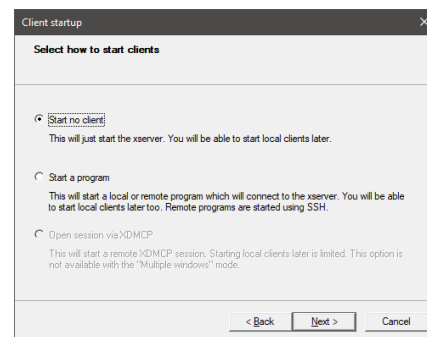 Client startup
Select how to start clients
Start no client
This will just start the xserver. You will be able to start local clients later.
Start a program
This will start a local or remote program which will connect to the xserver. You will be able
to start local clients later too. Remote programs are started using SSH.
Open session via XDMCP
This will start a remote XDMCP session. Starting local clients later is limited. This option is
not available with the "Multiple windows" mode.
< Back
Next >
Cancel